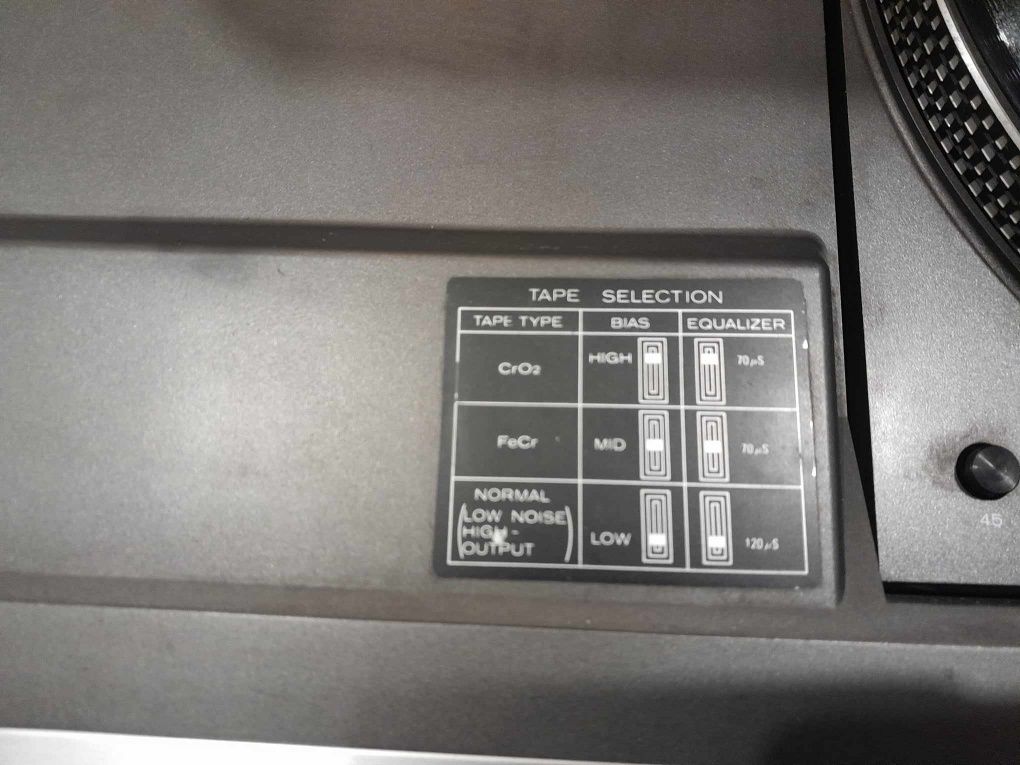 TAPE SELECTION
TAPE TYPE BIAS EQUALIZER
CrO₂ HIGH 70μS
FeCr MID 70μS
NORMAL
(LOW NOISE
HIGH-
OUTPUT) LOW 120μS
45